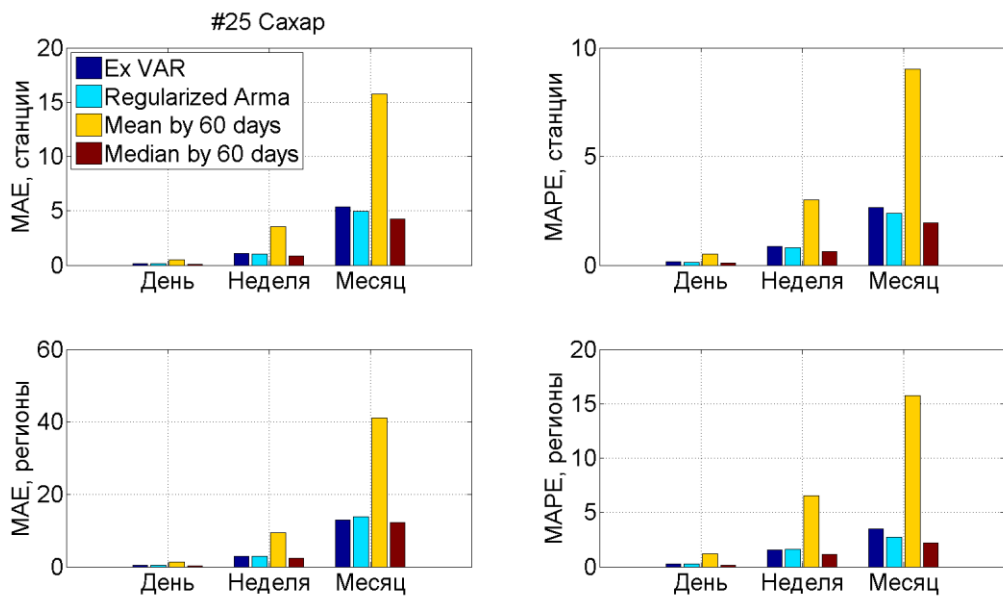 #25 Сахар
MAE, станции
20
15
10
5
0
Ex VAR
Regularized Arma
Mean by 60 days
Median by 60 days
День Неделя Месяц
MAPE, станции
10
5
0
День Неделя Месяц
MAE, регионы
60
40
20
0
День Неделя Месяц
MAPE, регионы
20
15
10
5
0
День Неделя Месяц